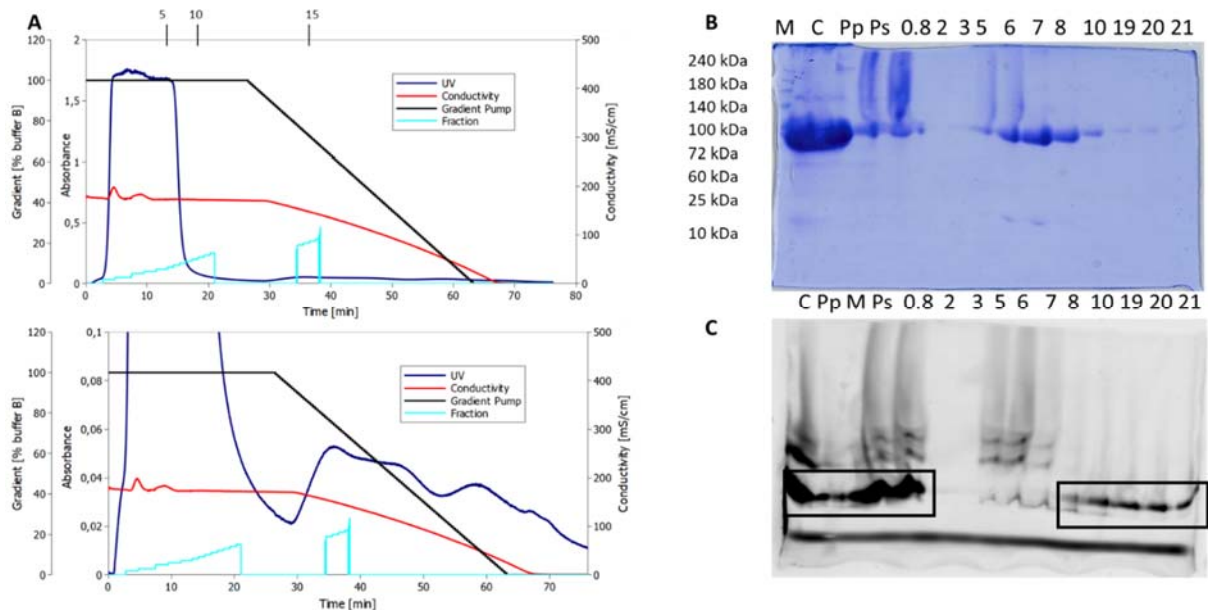 A
5 10 15
Gradient [% buffer B]
120
100
80
60
40
20
0
Absorbance
2
1,5
1
0,5
0
UV
Conductivity
Gradient Pump
Fraction
Conductivity [mS/cm]
500
400
300
200
100
0
0 10 20 30 40 50 60 70 80
Time [min]
Gradient [% buffer B]
120
100
80
60
40
20
0
Absorbance
0,1
0,08
0,06
0,04
0,02
0
UV
Conductivity
Gradient Pump
Fraction
Conductivity [mS/cm]
500
400
300
200
100
0
0 10 20 30 40 50 60 70
Time [min]
B
M C Pp Ps 0.8 2 3 5 6 7 8 10 19 20 21
240 kDa
180 kDa
140 kDa
100 kDa
72 kDa
60 kDa
25 kDa
10 kDa
C Pp M Ps 0.8 2 3 5 6 7 8 10 19 20 21
C